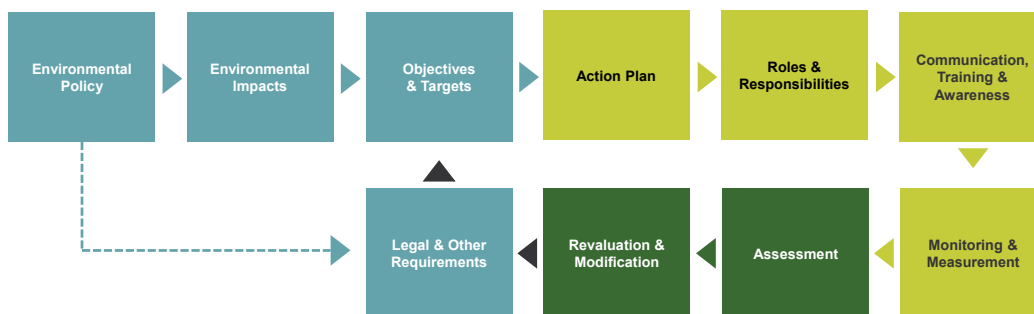 Environmental
Policy
Environmental
Impacts
Objectives
& Targets
Action Plan
Roles &
Responsibilities
Communication,
Training &
Awareness
Legal & Other
Requirements
Revaluation &
Modification
Assessment
Monitoring &
Measurement